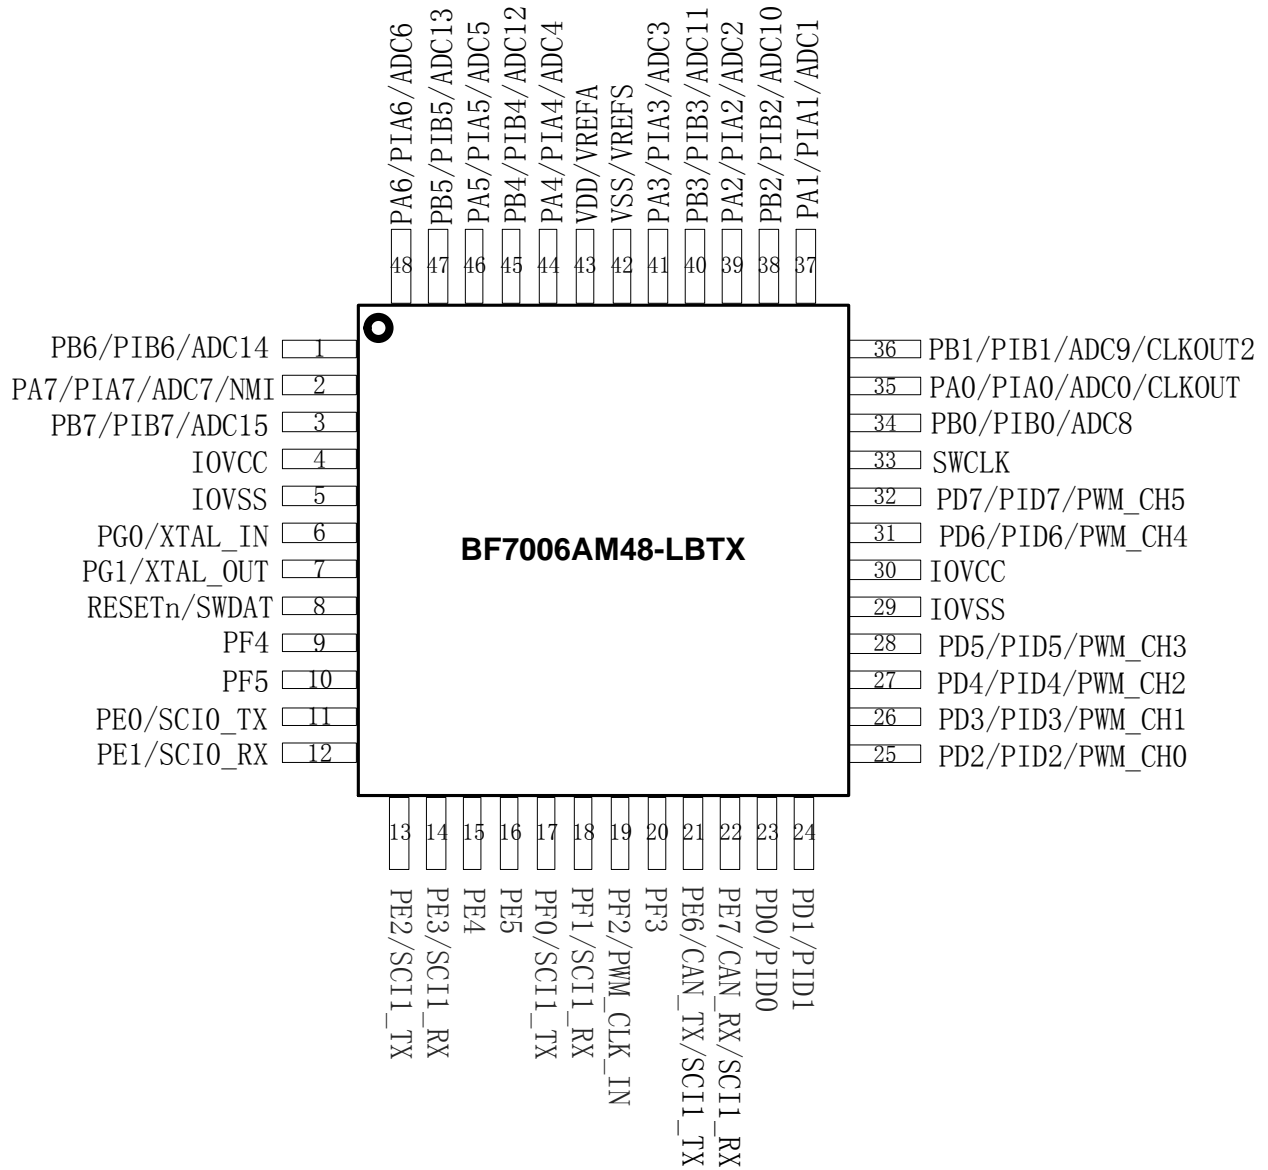 PA6/PIA6/ADC6
PB5/PIB5/ADC13
PA5/PIA5/ADC5
PB4/PIB4/ADC12
PA4/PIA4/ADC4
VDD/VREFA
VSS/VREFS
PA3/PIA3/ADC3
PB3/PIB3/ADC11
PA2/PIA2/ADC2
PB2/PIB2/ADC10
PA1/PIA1/ADC1
48 47 46 45 44 43 42 41 40 39 38 37
PB6/PIB6/ADC14 1
PA7/PIA7/ADC7/NMI 2
PB7/PIB7/ADC15 3
IOVCC 4
IOVSS 5
PG0/XTAL_IN 6
PG1/XTAL_OUT 7
RESETn/SWDAT 8
PF4 9
PF5 10
PE0/SCI0_TX 11
PE1/SCI0_RX 12
BF7006AM48-LBTX
36 PB1/PIB1/ADC9/CLKOUT2
35 PA0/PIA0/ADC0/CLKOUT
34 PB0/PIB0/ADC8
33 SWCLK
32 PD7/PID7/PWM_CH5
31 PD6/PID6/PWM_CH4
30 IOVCC
29 IOVSS
28 PD5/PID5/PWM_CH3
27 PD4/PID4/PWM_CH2
26 PD3/PID3/PWM_CH1
25 PD2/PID2/PWM_CH0
13 14 15 16 17 18 19 20 21 22 23 24
PE2/SCI1_TX
PE3/SCI1_RX
PE4
PE5
PF0/SCI1_TX
PF1/SCI1_RX
PF2/PWM_CLK_IN
PF3
PE6/CAN_TX/SCI1_TX
PE7/CAN_RX/SCI1_RX
PD0/PID0
PD1/PID1